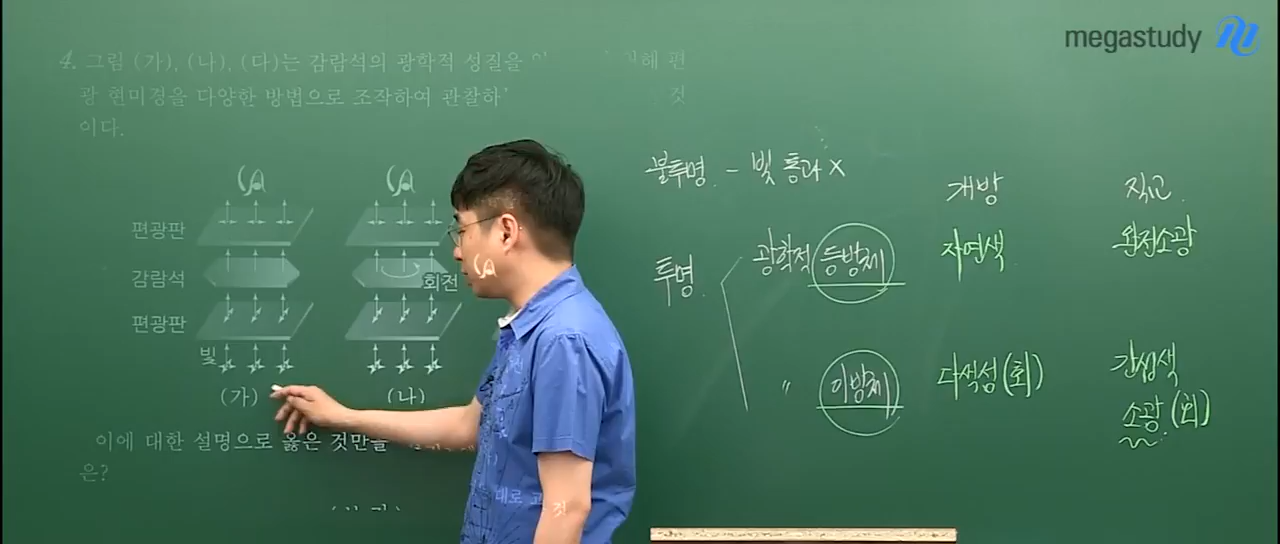 megastudy
4. 그림 (가), (나), (다)는 감람석의 광학적 성질을 해 편
광 현미경을 다양한 방법으로 조작하여 관찰하 것
이다.
편광판
감람석
회전
편광판
빛
(가)
(나)
이에 대한 설명으로 옳은 것만을
은?
불투명 - 빛 통과 X
개방 직교
투명 광학적 등방체 자연색 완전소광
〃 이방체 다색성(회) 간섭색
소광(회)